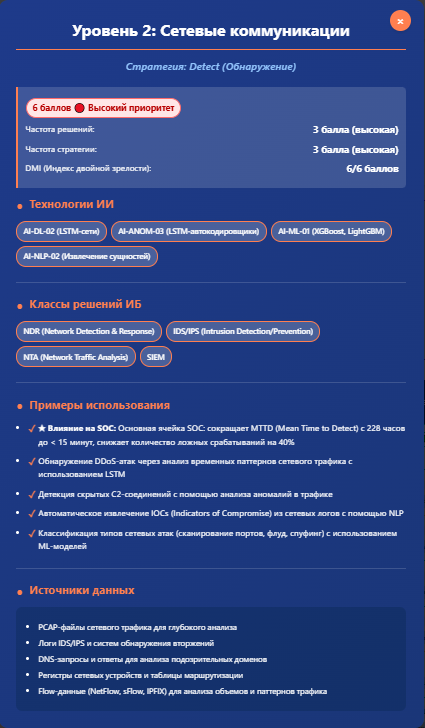 Уровень 2: Сетевые коммуникации
×
Стратегия: Detect (Обнаружение)
6 баллов 🔴 Высокий приоритет
Частота решений: 3 балла (высокая)
Частота стратегии: 3 балла (высокая)
DMI (Индекс двойной зрелости): 6/6 баллов
• Технологии ИИ
AI-DL-02 (LSTM-сети) AI-ANOM-03 (LSTM-автокодировщики) AI-ML-01 (XGBoost, LightGBM)
AI-NLP-02 (Извлечение сущностей)
• Классы решений ИБ
NDR (Network Detection & Response) IDS/IPS (Intrusion Detection/Prevention)
NTA (Network Traffic Analysis) SIEM
• Примеры использования
• ✓ ★ Влияние на SOC: Основная ячейка SOC: сокращает MTTD (Mean Time to Detect) с 228 часов
до < 15 минут, снижает количество ложных срабатываний на 40%
• ✓ Обнаружение DDoS-атак через анализ временных паттернов сетевого трафика с
использованием LSTM
• ✓ Детекция скрытых C2-соединений с помощью анализа аномалий в трафике
• ✓ Автоматическое извлечение IOCs (Indicators of Compromise) из сетевых логов с помощью NLP
• ✓ Классификация типов сетевых атак (сканирование портов, флуд, спуфинг) с использованием
ML-моделей
• Источники данных
• PCAP-файлы сетевого трафика для глубокого анализа
• Логи IDS/IPS и систем обнаружения вторжений
• DNS-запросы и ответы для анализа подозрительных доменов
• Регистры сетевых устройств и таблицы маршрутизации
• Flow-данные (NetFlow, sFlow, IPFIX) для анализа объемов и паттернов трафика